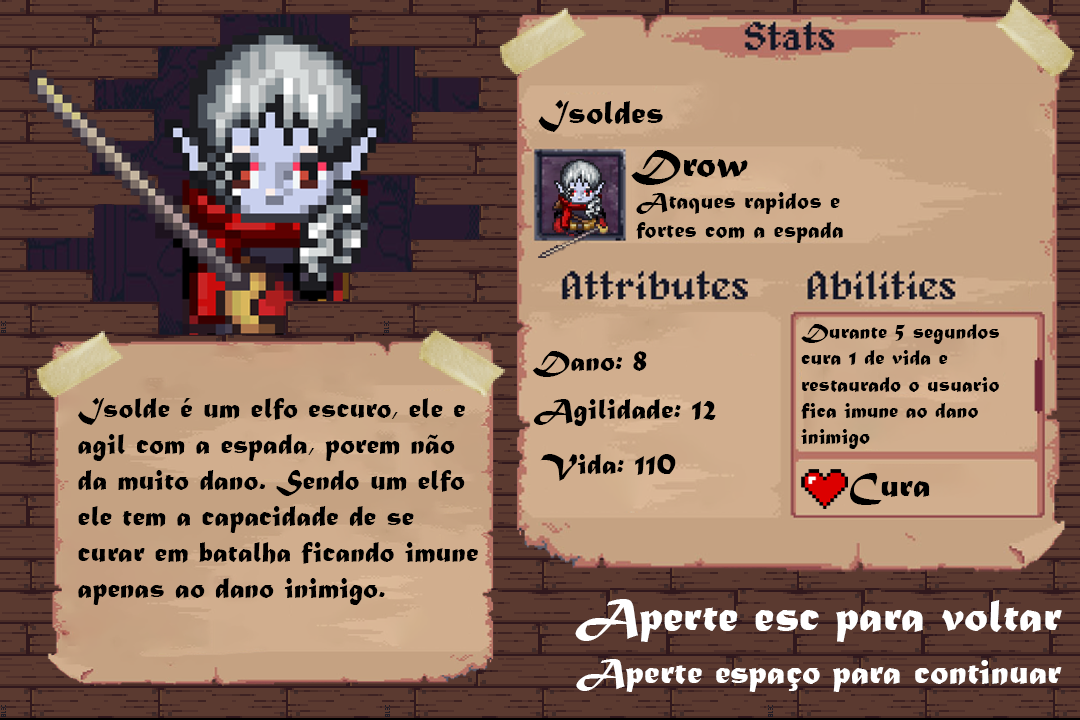 Stats
Isoldes
Drow
Ataques rapidos e
fortes com a espada
Attributes
Abilities
Dano: 8
Agilidade: 12
Vida: 110
Durante 5 segundos
cura 1 de vida e
restaurado o usuario
fica imune ao dano
inimigo
Cura
Isolde é um elfo escuro, ele e
agil com a espada, porem não
da muito dano. Sendo um elfo
ele tem a capacidade de se
curar em batalha ficando imune
apenas ao dano inimigo.
Aperte esc para voltar
Aperte espaço para continuar